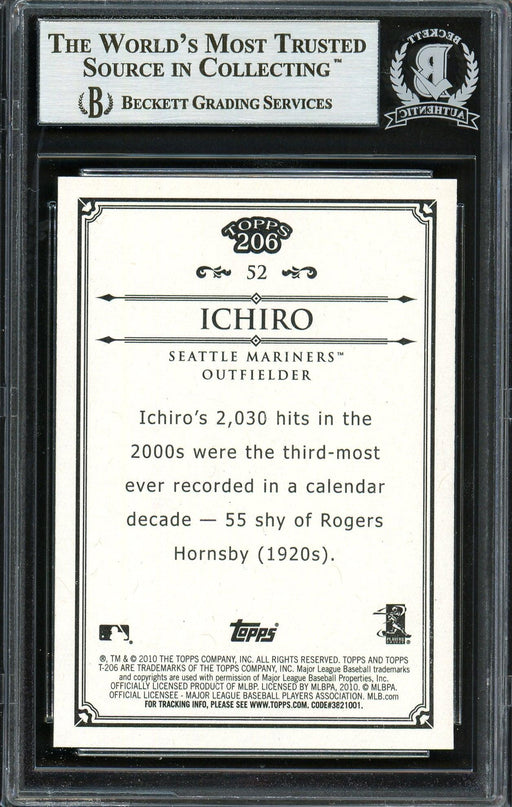 THE WORLD'S MOST TRUSTED
SOURCE IN COLLECTING™
B BECKETT GRADING SERVICES
BECKETT
B
AUTHENTIC
TOPPS
206
52
ICHIRO
SEATTLE MARINERS™
OUTFIELDER
Ichiro's 2,030 hits in the
2000s were the third-most
ever recorded in a calendar
decade — 55 shy of Rogers
Hornsby (1920s).
topps
PLAYERS
®, TM & © 2010 THE TOPPS COMPANY, INC. ALL RIGHTS RESERVED. TOPPS AND TOPPS
T-206 ARE TRADEMARKS OF THE TOPPS COMPANY, INC. Major League Baseball trademarks
and copyrights are used with permission of Major League Baseball Properties, Inc.
OFFICIALLY LICENSED PRODUCT OF MLBP. LICENSED BY MLBPA, 2010. © MLBPA.
OFFICIAL LICENSEE - MAJOR LEAGUE BASEBALL PLAYERS ASSOCIATION. MLB.com
FOR TRACKING INFO, PLEASE SEE WWW.TOPPS.COM. CODE#3821001.